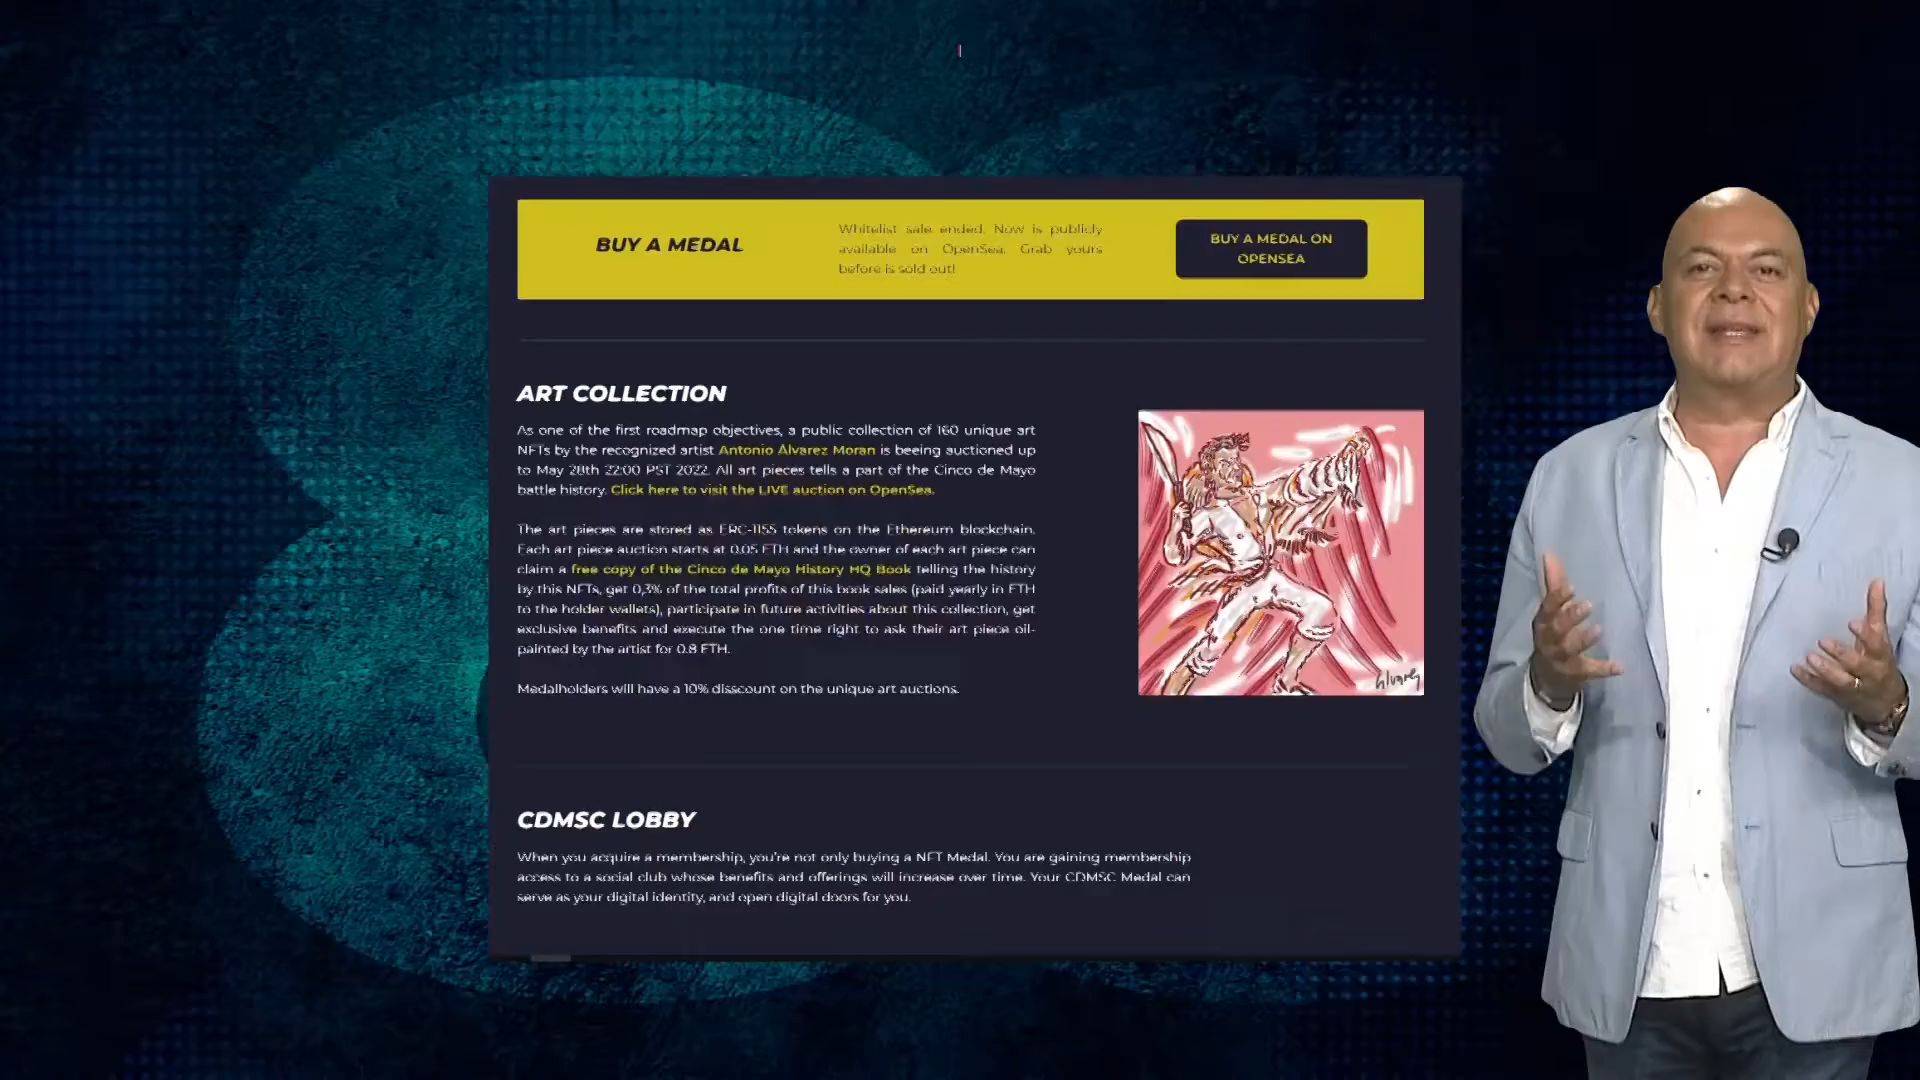 BUY A MEDAL
Whitelist sale ended. Now is publicly
available on OpenSea. Grab yours
before is sold out!
BUY A MEDAL ON
OPENSEA
ART COLLECTION
As one of the first roadmap objectives, a public collection of 160 unique art
NFTs by the recognized artist Antonio Álvarez Moran is beeing auctioned up
to May 28th 22:00 PST 2022. All art pieces tells a part of the Cinco de Mayo
battle history. Click here to visit the LIVE auction on OpenSea.
The art pieces are stored as ERC-1155 tokens on the Ethereum blockchain.
Each art piece auction starts at 0.05 ETH and the owner of each art piece can
claim a free copy of the Cinco de Mayo History HQ Book telling the history
by this NFTs, get 0,3% of the total profits of this book sales (paid yearly in ETH
to the holder wallets), participate in future activities about this collection, get
exclusive benefits and execute the one time right to ask their art piece oil-
painted by the artist for 0.8 ETH.
Medalholders will have a 10% disscount on the unique art auctions.
Alvarez
CDMSC LOBBY
When you acquire a membership, you're not only buying a NFT Medal. You are gaining membership
access to a social club whose benefits and offerings will increase over time. Your CDMSC Medal can
serve as your digital identity, and open digital doors for you.